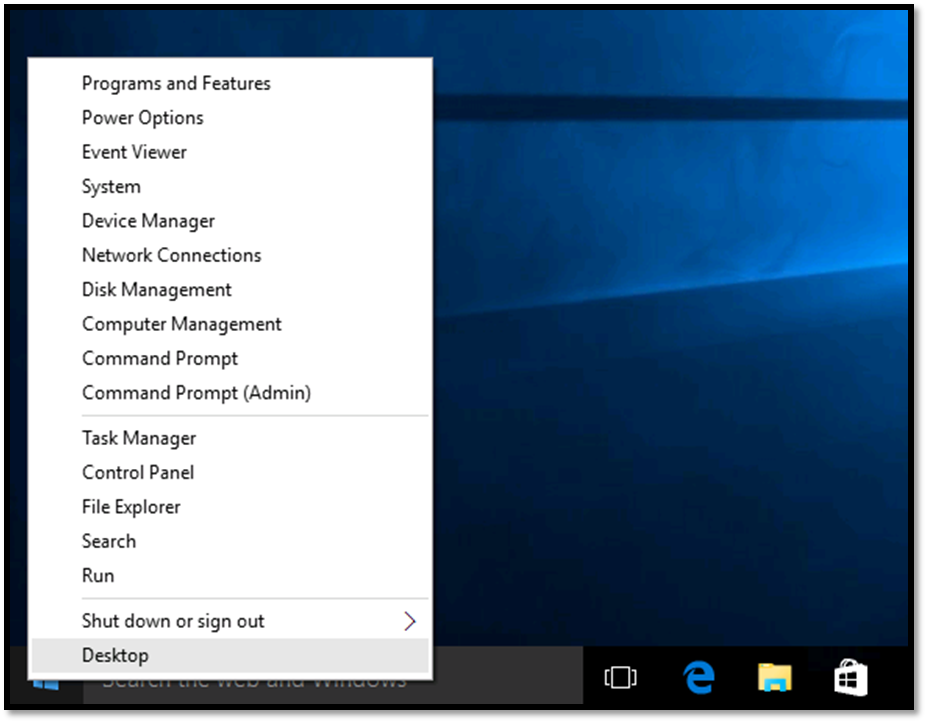 Programs and Features
Power Options
Event Viewer
System
Device Manager
Network Connections
Disk Management
Computer Management
Command Prompt
Command Prompt (Admin)
Task Manager
Control Panel
File Explorer
Search
Run
Shut down or sign out
Desktop
Search the web and Windows